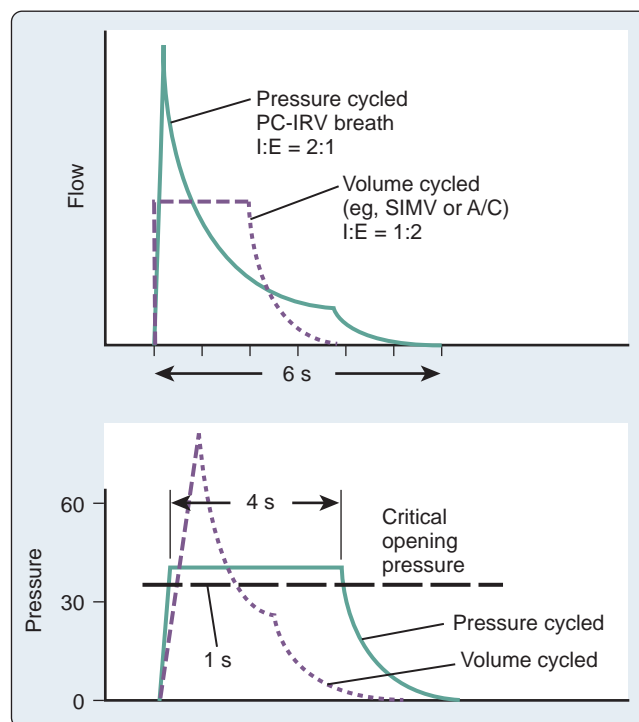 Flow
Pressure cycled
PC-IRV breath
I:E = 2:1
Volume cycled
(eg, SIMV or A/C)
I:E = 1:2
6 s
Pressure
60
30
0
4 s
1 s
Critical
opening
pressure
Pressure cycled
Volume cycled